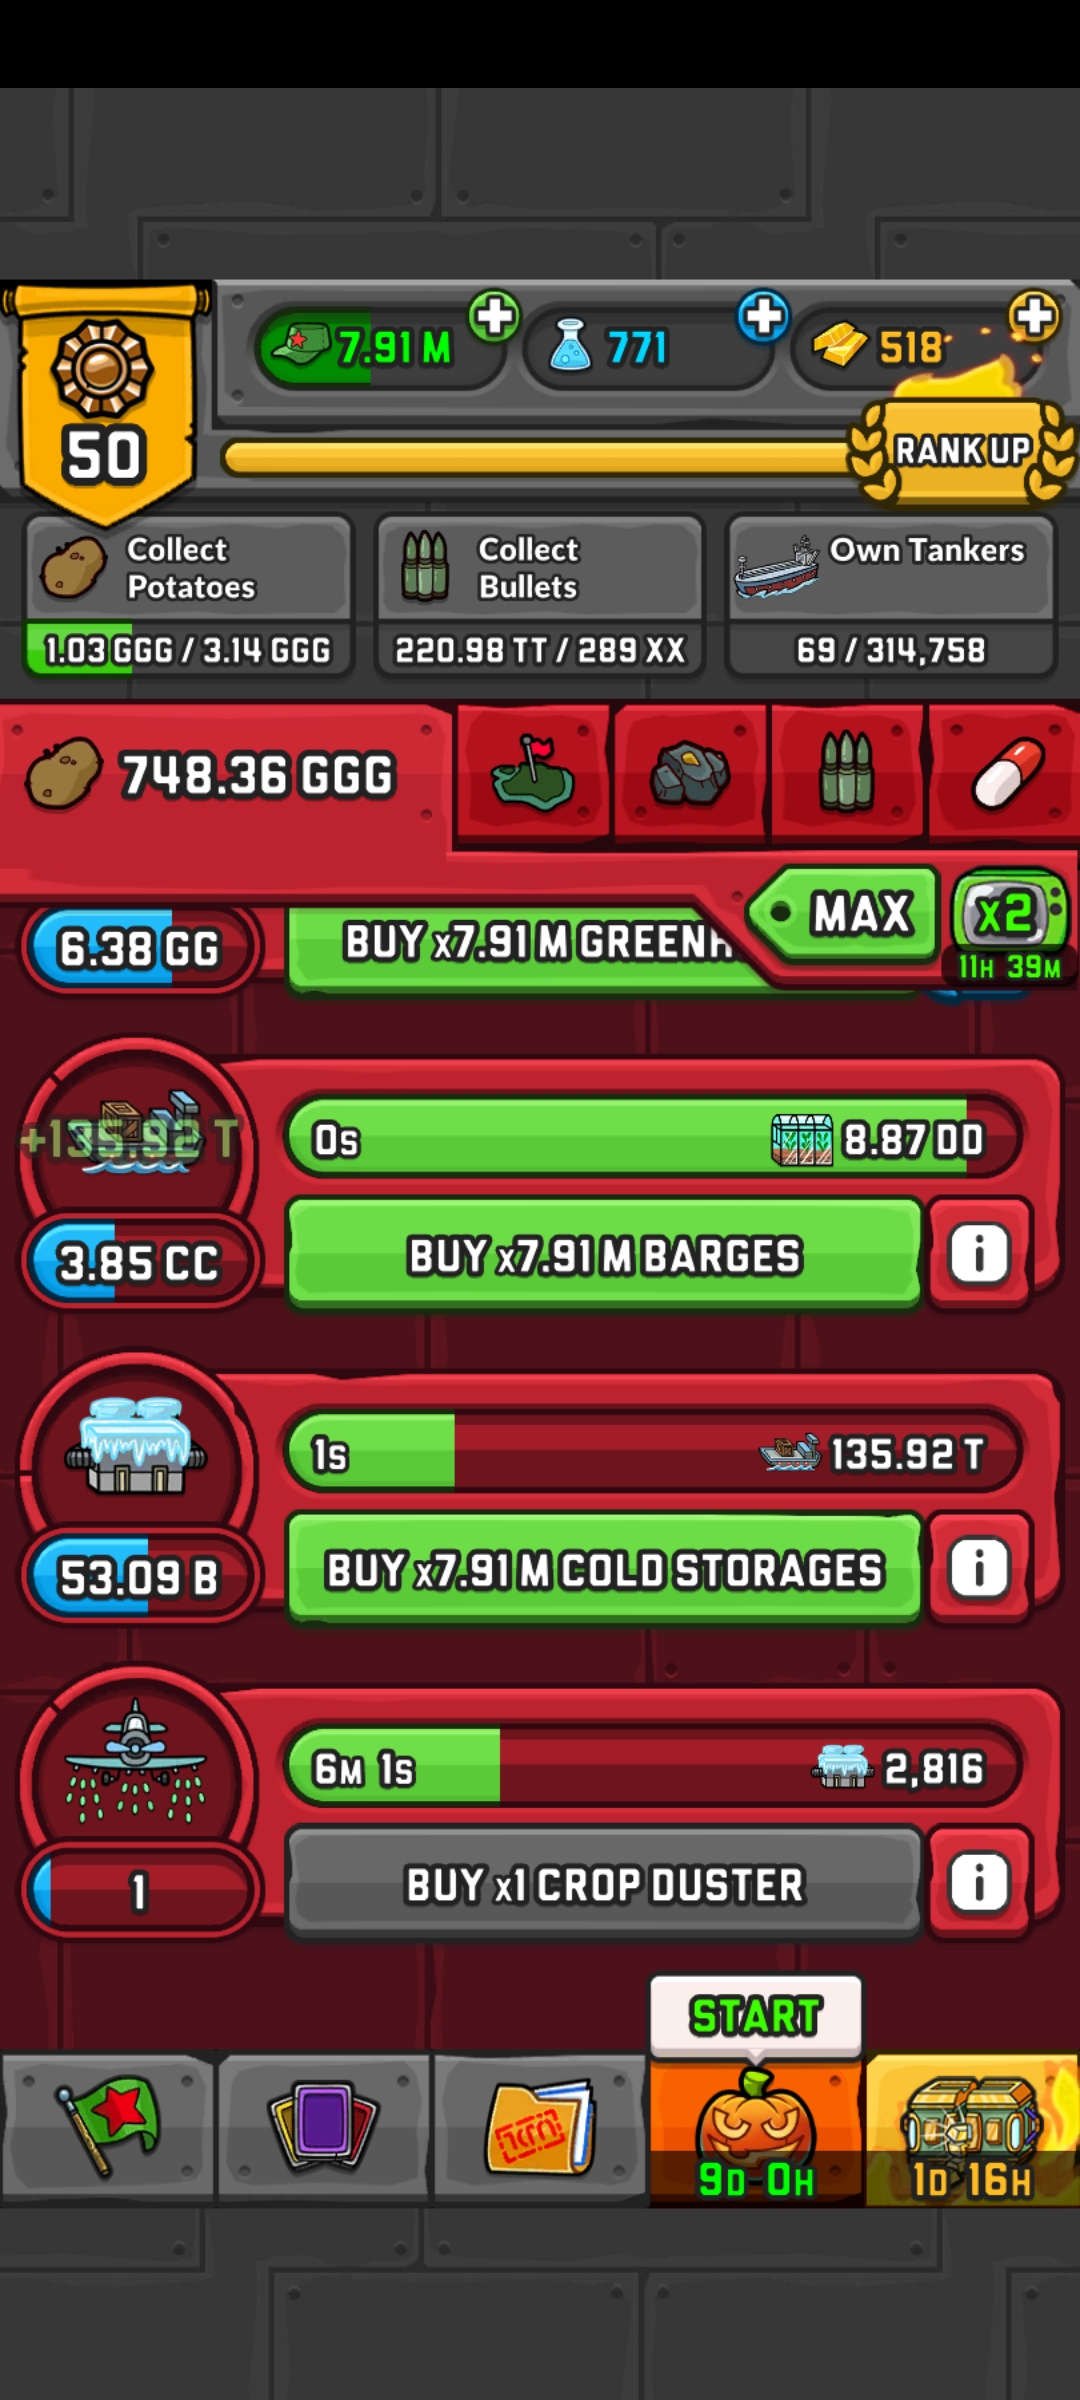 7.91 M
771
518
50
RANK UP
Collect
Potatoes
Collect
Bullets
Own Tankers
1.03 GGG / 3.14 GGG
220.98 TT / 289 XX
69 / 314,758
748.36 GGG
MAX
x2
11H 39M
6.38 GG
BUY x7.91 M GREENH
+135.92 T
0s
8.87 DD
3.85 CC
BUY x7.91 M BARGES
i
1s
135.92 T
53.09 B
BUY x7.91 M COLD STORAGES
i
6M 1s
2,816
1
BUY x1 CROP DUSTER
i
START
9D 0H
1D 16H